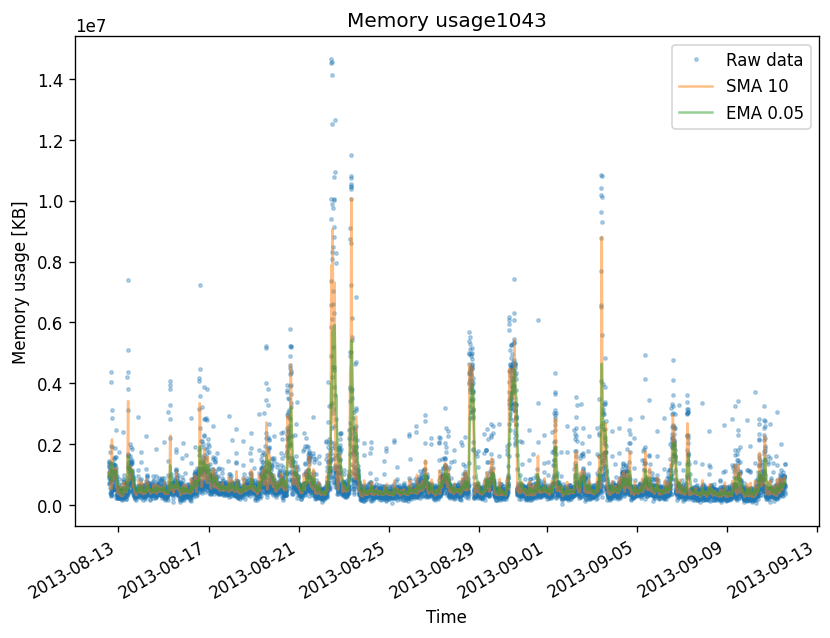 Memory usage1043
1e7
Raw data
SMA 10
EMA 0.05
1.4
1.2
1.0
0.8
0.6
0.4
0.2
0.0
Memory usage [KB]
2013-08-13
2013-08-17
2013-08-21
2013-08-25
2013-08-29
2013-09-01
2013-09-05
2013-09-09
2013-09-13
Time